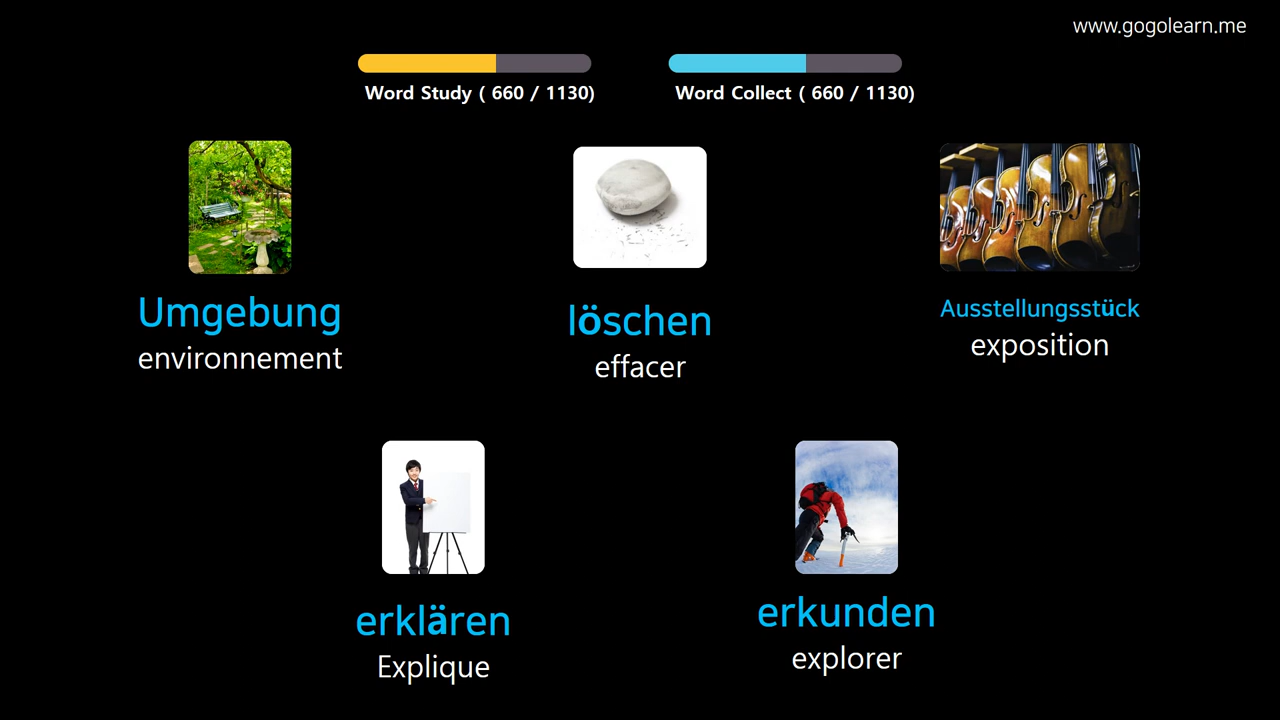 www.gogolearn.me
Word Study ( 660 / 1130)
Word Collect ( 660 / 1130)
Umgebung
environnement
löschen
effacer
Ausstellungsstück
exposition
erklären
Explique
erkunden
explorer